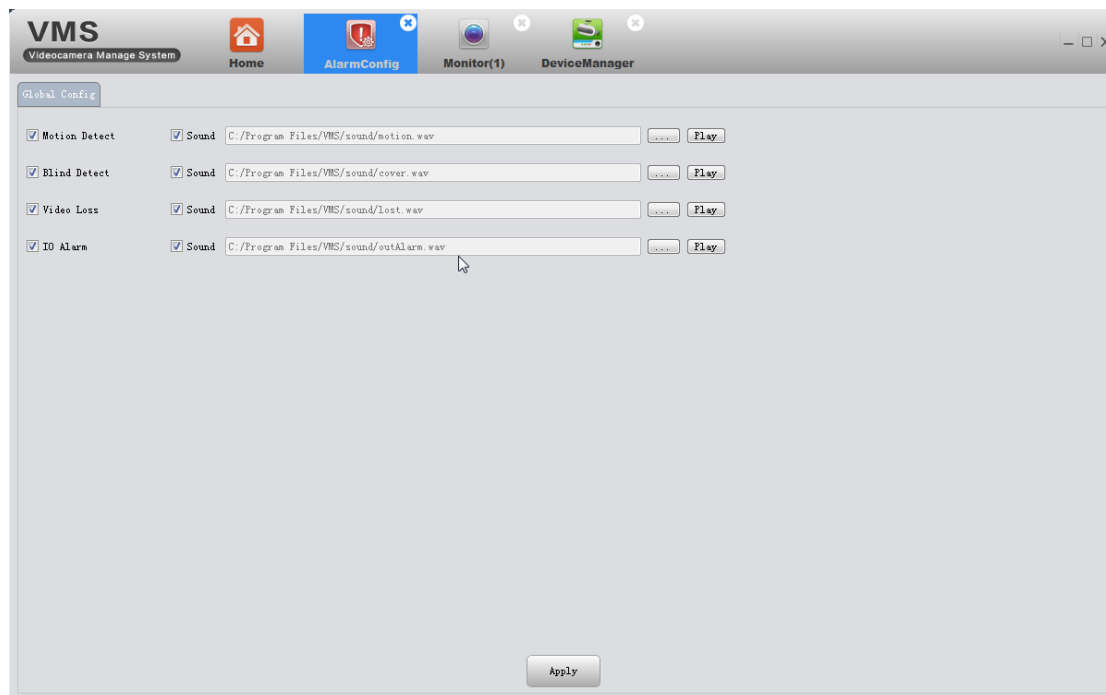 VMS
Videocamera Manage System
Home
AlarmConfig
Monitor(1)
DeviceManager
Global Config
Motion Detect Sound C:/Program Files/VMS/sound/motion.wav ... Play
Blind Detect Sound C:/Program Files/VMS/sound/cover.wav ... Play
Video Loss Sound C:/Program Files/VMS/sound/lost.wav ... Play
IO Alarm Sound C:/Program Files/VMS/sound/outAlarm.wav ... Play
Apply